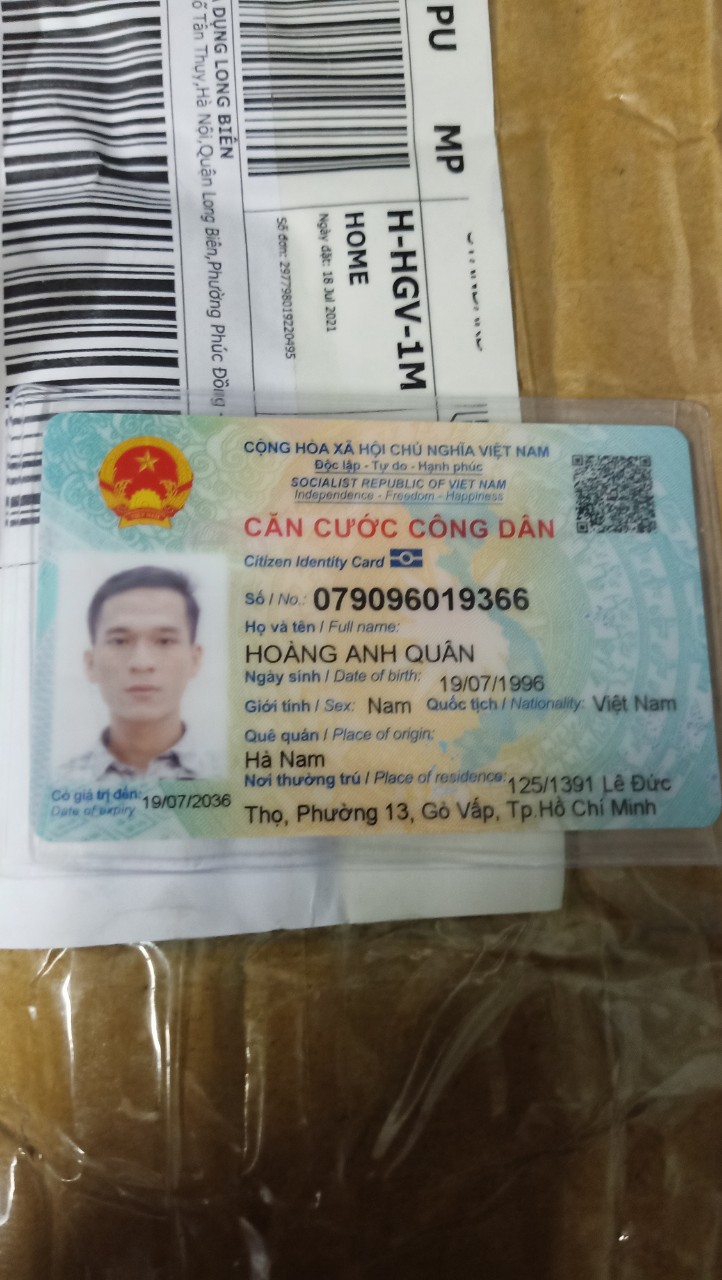 PU MP
H-HGV-1M
HOME
Ngày đặt: 18 Jul 2021
Số đơn: 297798019220495
DỤNG LONG BIÊN
Tân Thụy,Hà Nội,Quận Long Biên,Phường Phúc Đồng
CỘNG HÒA XÃ HỘI CHỦ NGHĨA VIỆT NAM
Độc lập - Tự do - Hạnh phúc
SOCIALIST REPUBLIC OF VIET NAM
Independence - Freedom - Happiness
CĂN CƯỚC CÔNG DÂN
Citizen Identity Card
Số / No.: 079096019366
Họ và tên / Full name:
HOÀNG ANH QUÂN
Ngày sinh / Date of birth: 19/07/1996
Giới tính / Sex: Nam Quốc tịch / Nationality: Việt Nam
Quê quán / Place of origin:
Hà Nam
Nơi thường trú / Place of residence: 125/1391 Lê Đức
Thọ, Phường 13, Gò Vấp, Tp.Hồ Chí Minh
Có giá trị đến: 19/07/2036
Date of expiry